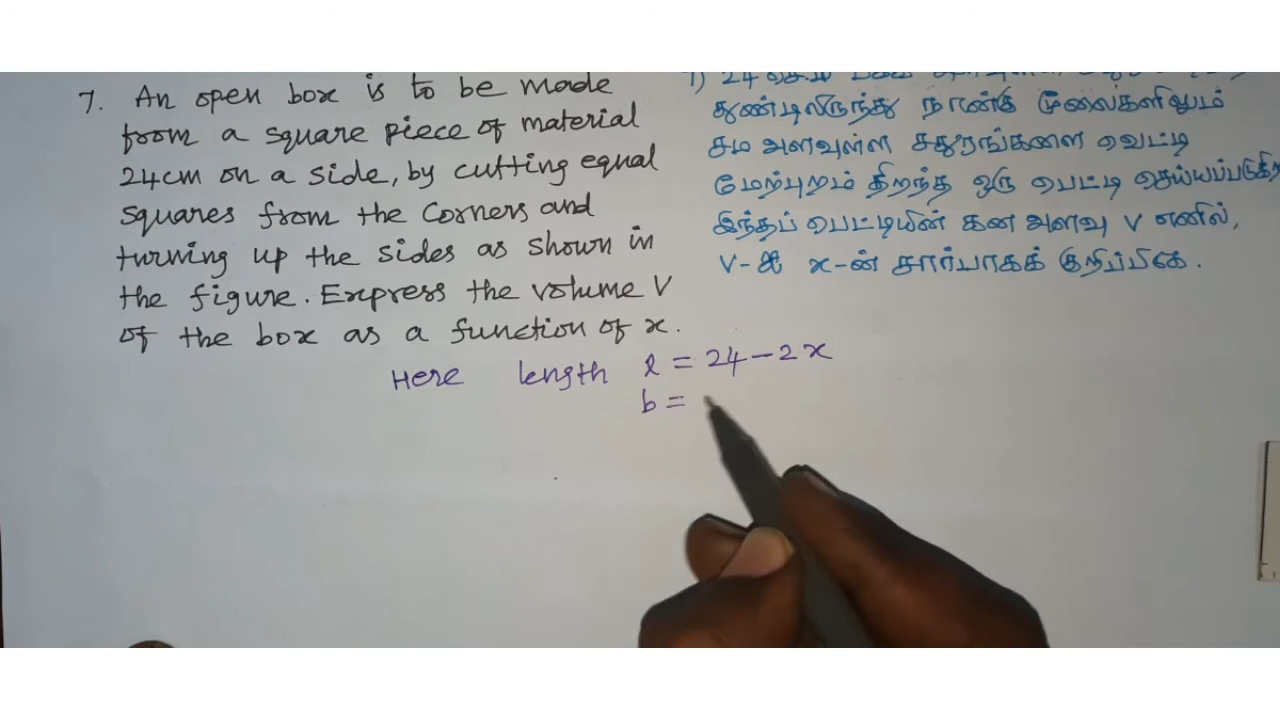 7. An open box is to be made
from a square piece of material
24cm on a side, by cutting equal
squares from the corners and
turning up the sides as shown in
the figure. Express the volume V
of the box as a function of x.
7) 24 செ.மீ
துண்டிலிருந்து நான்கு மூலைகளிலும்
சம அளவுள்ள சதுரங்களை வெட்டி
மேற்புறம் திறந்த ஒரு பெட்டி
இந்தப் பெட்டியின் கன அளவு V எனில்,
V-ஐ x-ன் சார்பாகக் குறிப்பிடுக.
Here length l = 24 – 2x
b =